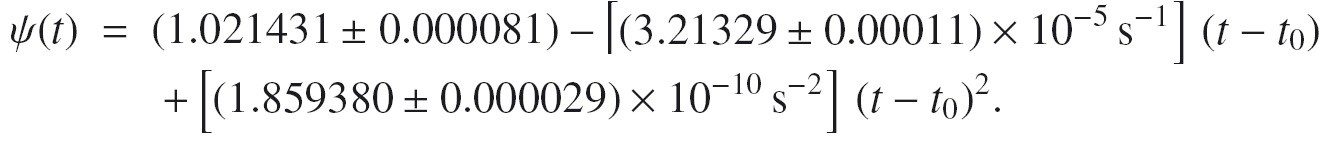 ψ(t) = (1.021431 ± 0.000081) − [(3.21329 ± 0.00011) × 10⁻⁵ s⁻¹] (t − t₀)
+ [(1.859380 ± 0.000029) × 10⁻¹⁰ s⁻²] (t − t₀)².